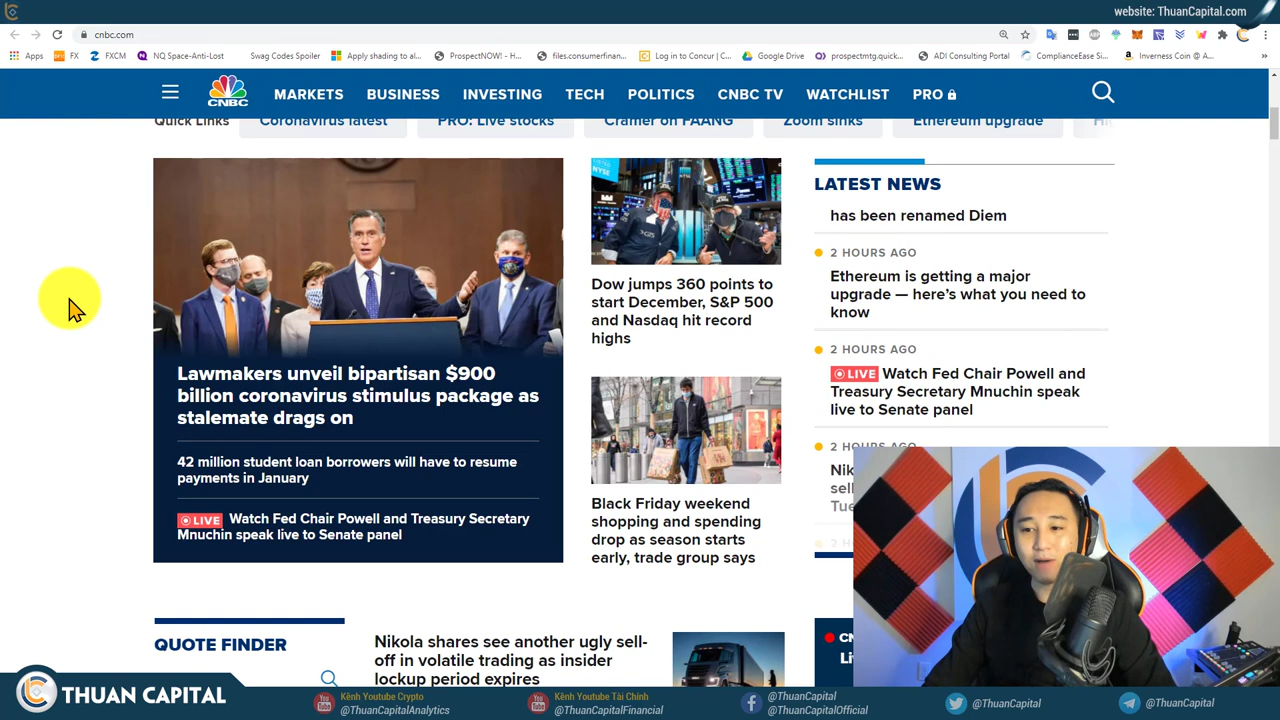 website: ThuanCapital.com
cnbc.com
Apps
FX
FXCM
NQ Space-Anti-Lost
Swag Codes Spoiler
Apply shading to al...
ProspectNOW! - H...
files.consumerfinan...
Log in to Concur | C...
Google Drive
prospectmtg.quick...
ADI Consulting Portal
ComplianceEase Si...
Inverness Coin @ A...
CNBC
MARKETS
BUSINESS
INVESTING
TECH
POLITICS
CNBC TV
WATCHLIST
PRO
Quick Links
Coronavirus latest
PRO: Live stocks
Cramer on FAANG
Zoom sinks
Ethereum upgrade
Lawmakers unveil bipartisan $900
billion coronavirus stimulus package as
stalemate drags on
42 million student loan borrowers will have to resume
payments in January
LIVE Watch Fed Chair Powell and Treasury Secretary
Mnuchin speak live to Senate panel
Dow jumps 360 points to
start December, S&P 500
and Nasdaq hit record
highs
Black Friday weekend
shopping and spending
drop as season starts
early, trade group says
LATEST NEWS
has been renamed Diem
2 HOURS AGO
Ethereum is getting a major
upgrade — here's what you need to
know
2 HOURS AGO
LIVE Watch Fed Chair Powell and
Treasury Secretary Mnuchin speak
live to Senate panel
2 HOURS AGO
QUOTE FINDER
Nikola shares see another ugly sell-
off in volatile trading as insider
lockup period expires
THUAN CAPITAL
Kênh Youtube Crypto
@ThuanCapitalAnalytics
Kênh Youtube Tài Chính
@ThuanCapitalFinancial
@ThuanCapital
@ThuanCapitalOfficial
@ThuanCapital
@ThuanCapital